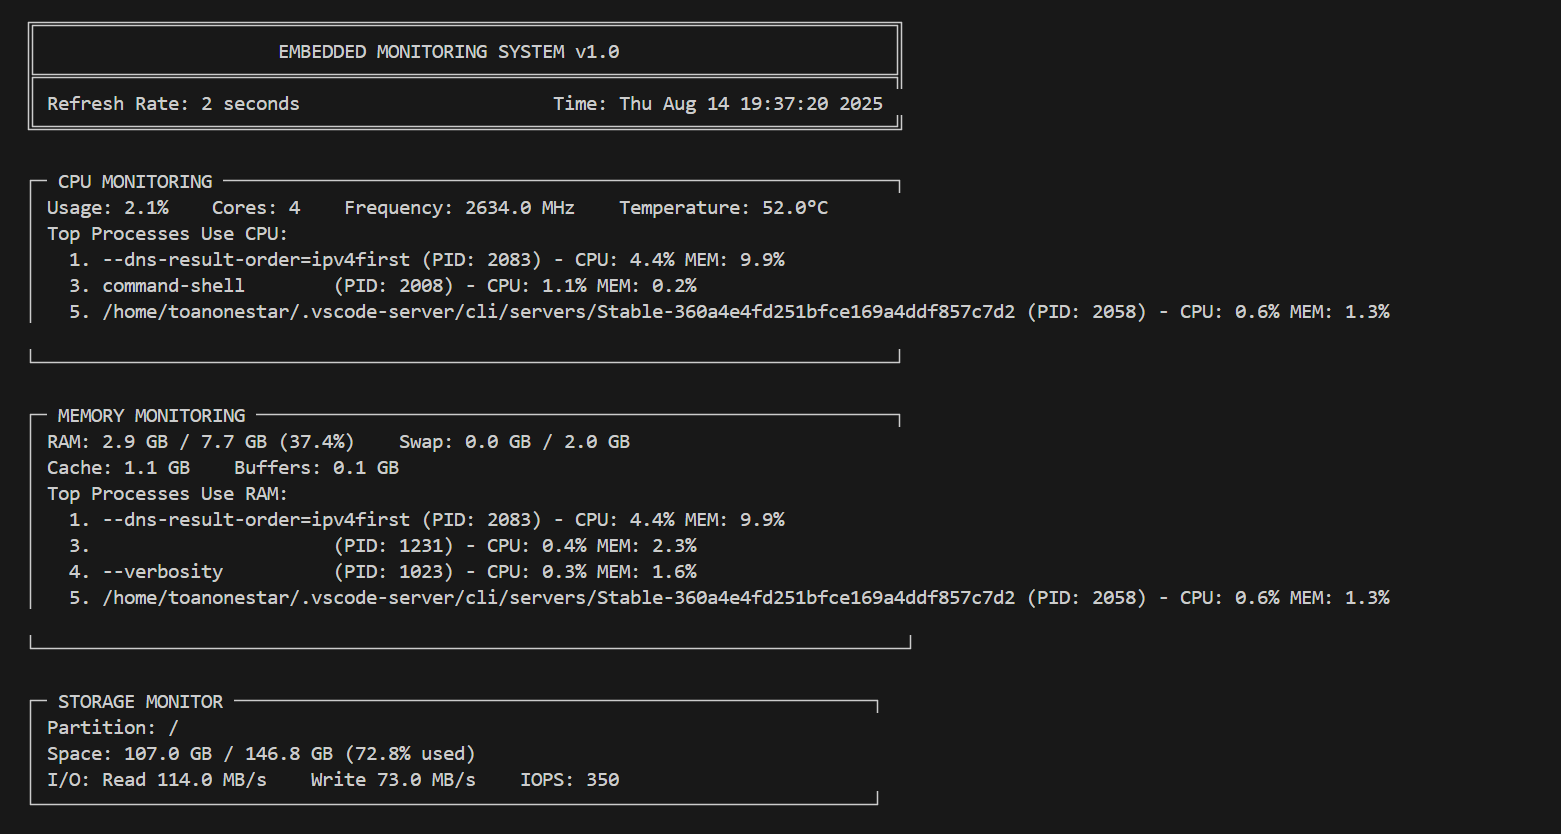 EMBEDDED MONITORING SYSTEM v1.0
Refresh Rate: 2 seconds                       Time: Thu Aug 14 19:37:20 2025
CPU MONITORING
Usage: 2.1%    Cores: 4    Frequency: 2634.0 MHz    Temperature: 52.0°C
Top Processes Use CPU:
1. --dns-result-order=ipv4first (PID: 2083) - CPU: 4.4% MEM: 9.9%
3. command-shell        (PID: 2008) - CPU: 1.1% MEM: 0.2%
5. /home/toanonestar/.vscode-server/cli/servers/Stable-360a4e4fd251bfce169a4ddf857c7d2 (PID: 2058) - CPU: 0.6% MEM: 1.3%
MEMORY MONITORING
RAM: 2.9 GB / 7.7 GB (37.4%)    Swap: 0.0 GB / 2.0 GB
Cache: 1.1 GB    Buffers: 0.1 GB
Top Processes Use RAM:
1. --dns-result-order=ipv4first (PID: 2083) - CPU: 4.4% MEM: 9.9%
3.                      (PID: 1231) - CPU: 0.4% MEM: 2.3%
4. --verbosity          (PID: 1023) - CPU: 0.3% MEM: 1.6%
5. /home/toanonestar/.vscode-server/cli/servers/Stable-360a4e4fd251bfce169a4ddf857c7d2 (PID: 2058) - CPU: 0.6% MEM: 1.3%
STORAGE MONITOR
Partition: /
Space: 107.0 GB / 146.8 GB (72.8% used)
I/O: Read 114.0 MB/s    Write 73.0 MB/s    IOPS: 350